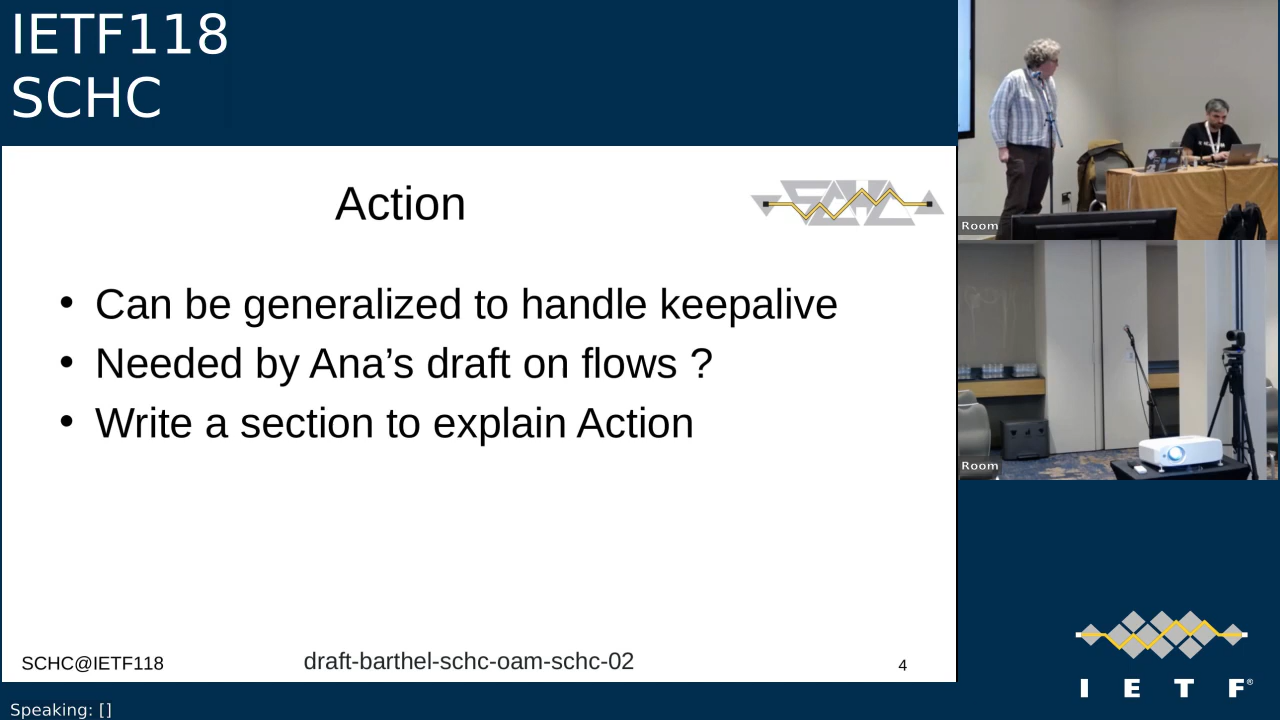 IETF118
SCHC
Action
SCHC
• Can be generalized to handle keepalive
• Needed by Ana’s draft on flows ?
• Write a section to explain Action
SCHC@IETF118
draft-barthel-schc-oam-schc-02
4
Room
Room
I E T F®
Speaking: []